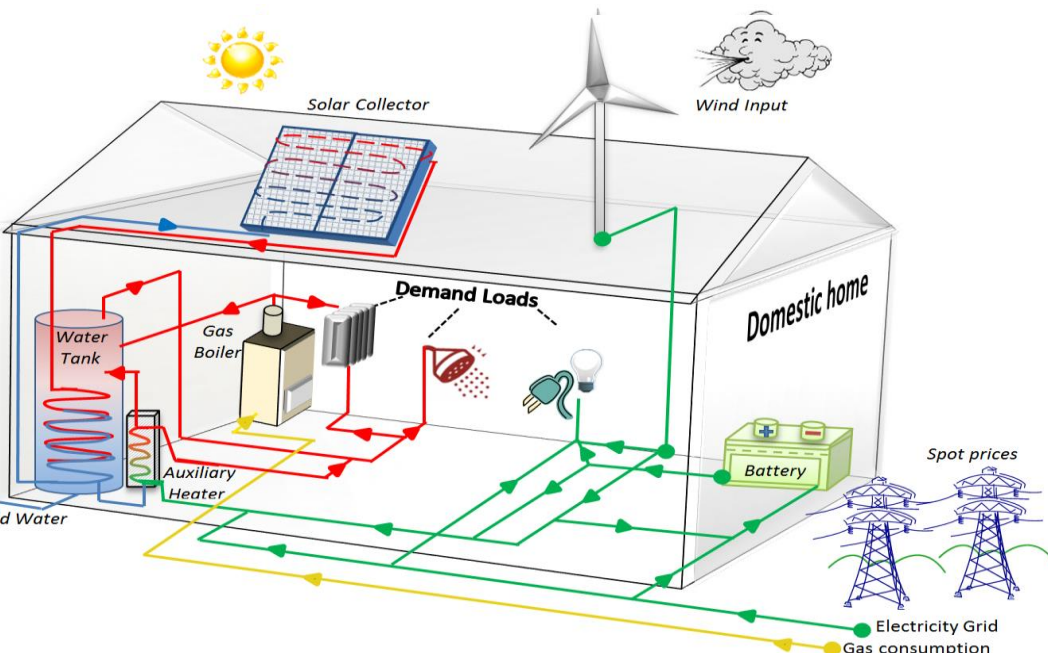 Solar Collector
Wind Input
Demand Loads
Domestic home
Water
Tank
Gas
Boiler
Auxiliary
Heater
d Water
Battery
Spot prices
Electricity Grid
Gas consumption